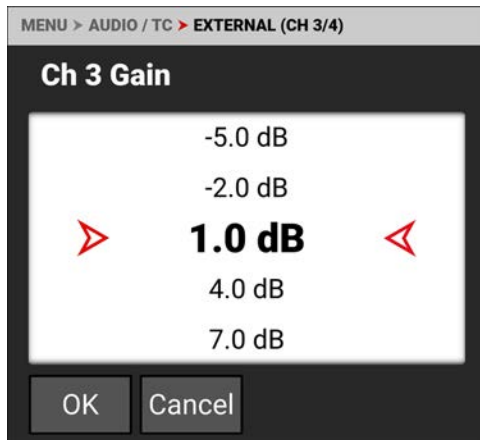 MENU > AUDIO / TC > EXTERNAL (CH 3/4)
Ch 3 Gain
-5.0 dB
-2.0 dB
1.0 dB
4.0 dB
7.0 dB
OK Cancel